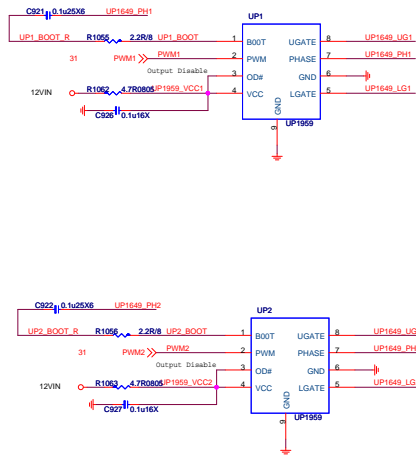 C921 0.1u25X6 UP1649_PH1
UP1
UP1_BOOT_R R1055 2.2R/8 UP1_BOOT 1 B00T UGATE 8 UP1649_UG1
31 PWM1 PWM1 2 PWM PHASE 7 UP1649_PH1
Output Disable 3 OD# GND 6
12VIN R1062 4.7R0805 UP1959_VCC1 4 VCC LGATE 5 UP1649_LG1
C926 0.1u16X GND 9 UP1959
C922 0.1u25X6 UP1649_PH2
UP2
UP2_BOOT_R R1056 2.2R/8 UP2_BOOT 1 B00T UGATE 8 UP1649_UG
31 PWM2 PWM2 2 PWM PHASE 7 UP1649_PH
Output Disable 3 OD# GND 6
12VIN R1063 4.7R0805 UP1959_VCC2 4 VCC LGATE 5 UP1649_LG
C927 0.1u16X GND 9 UP1959